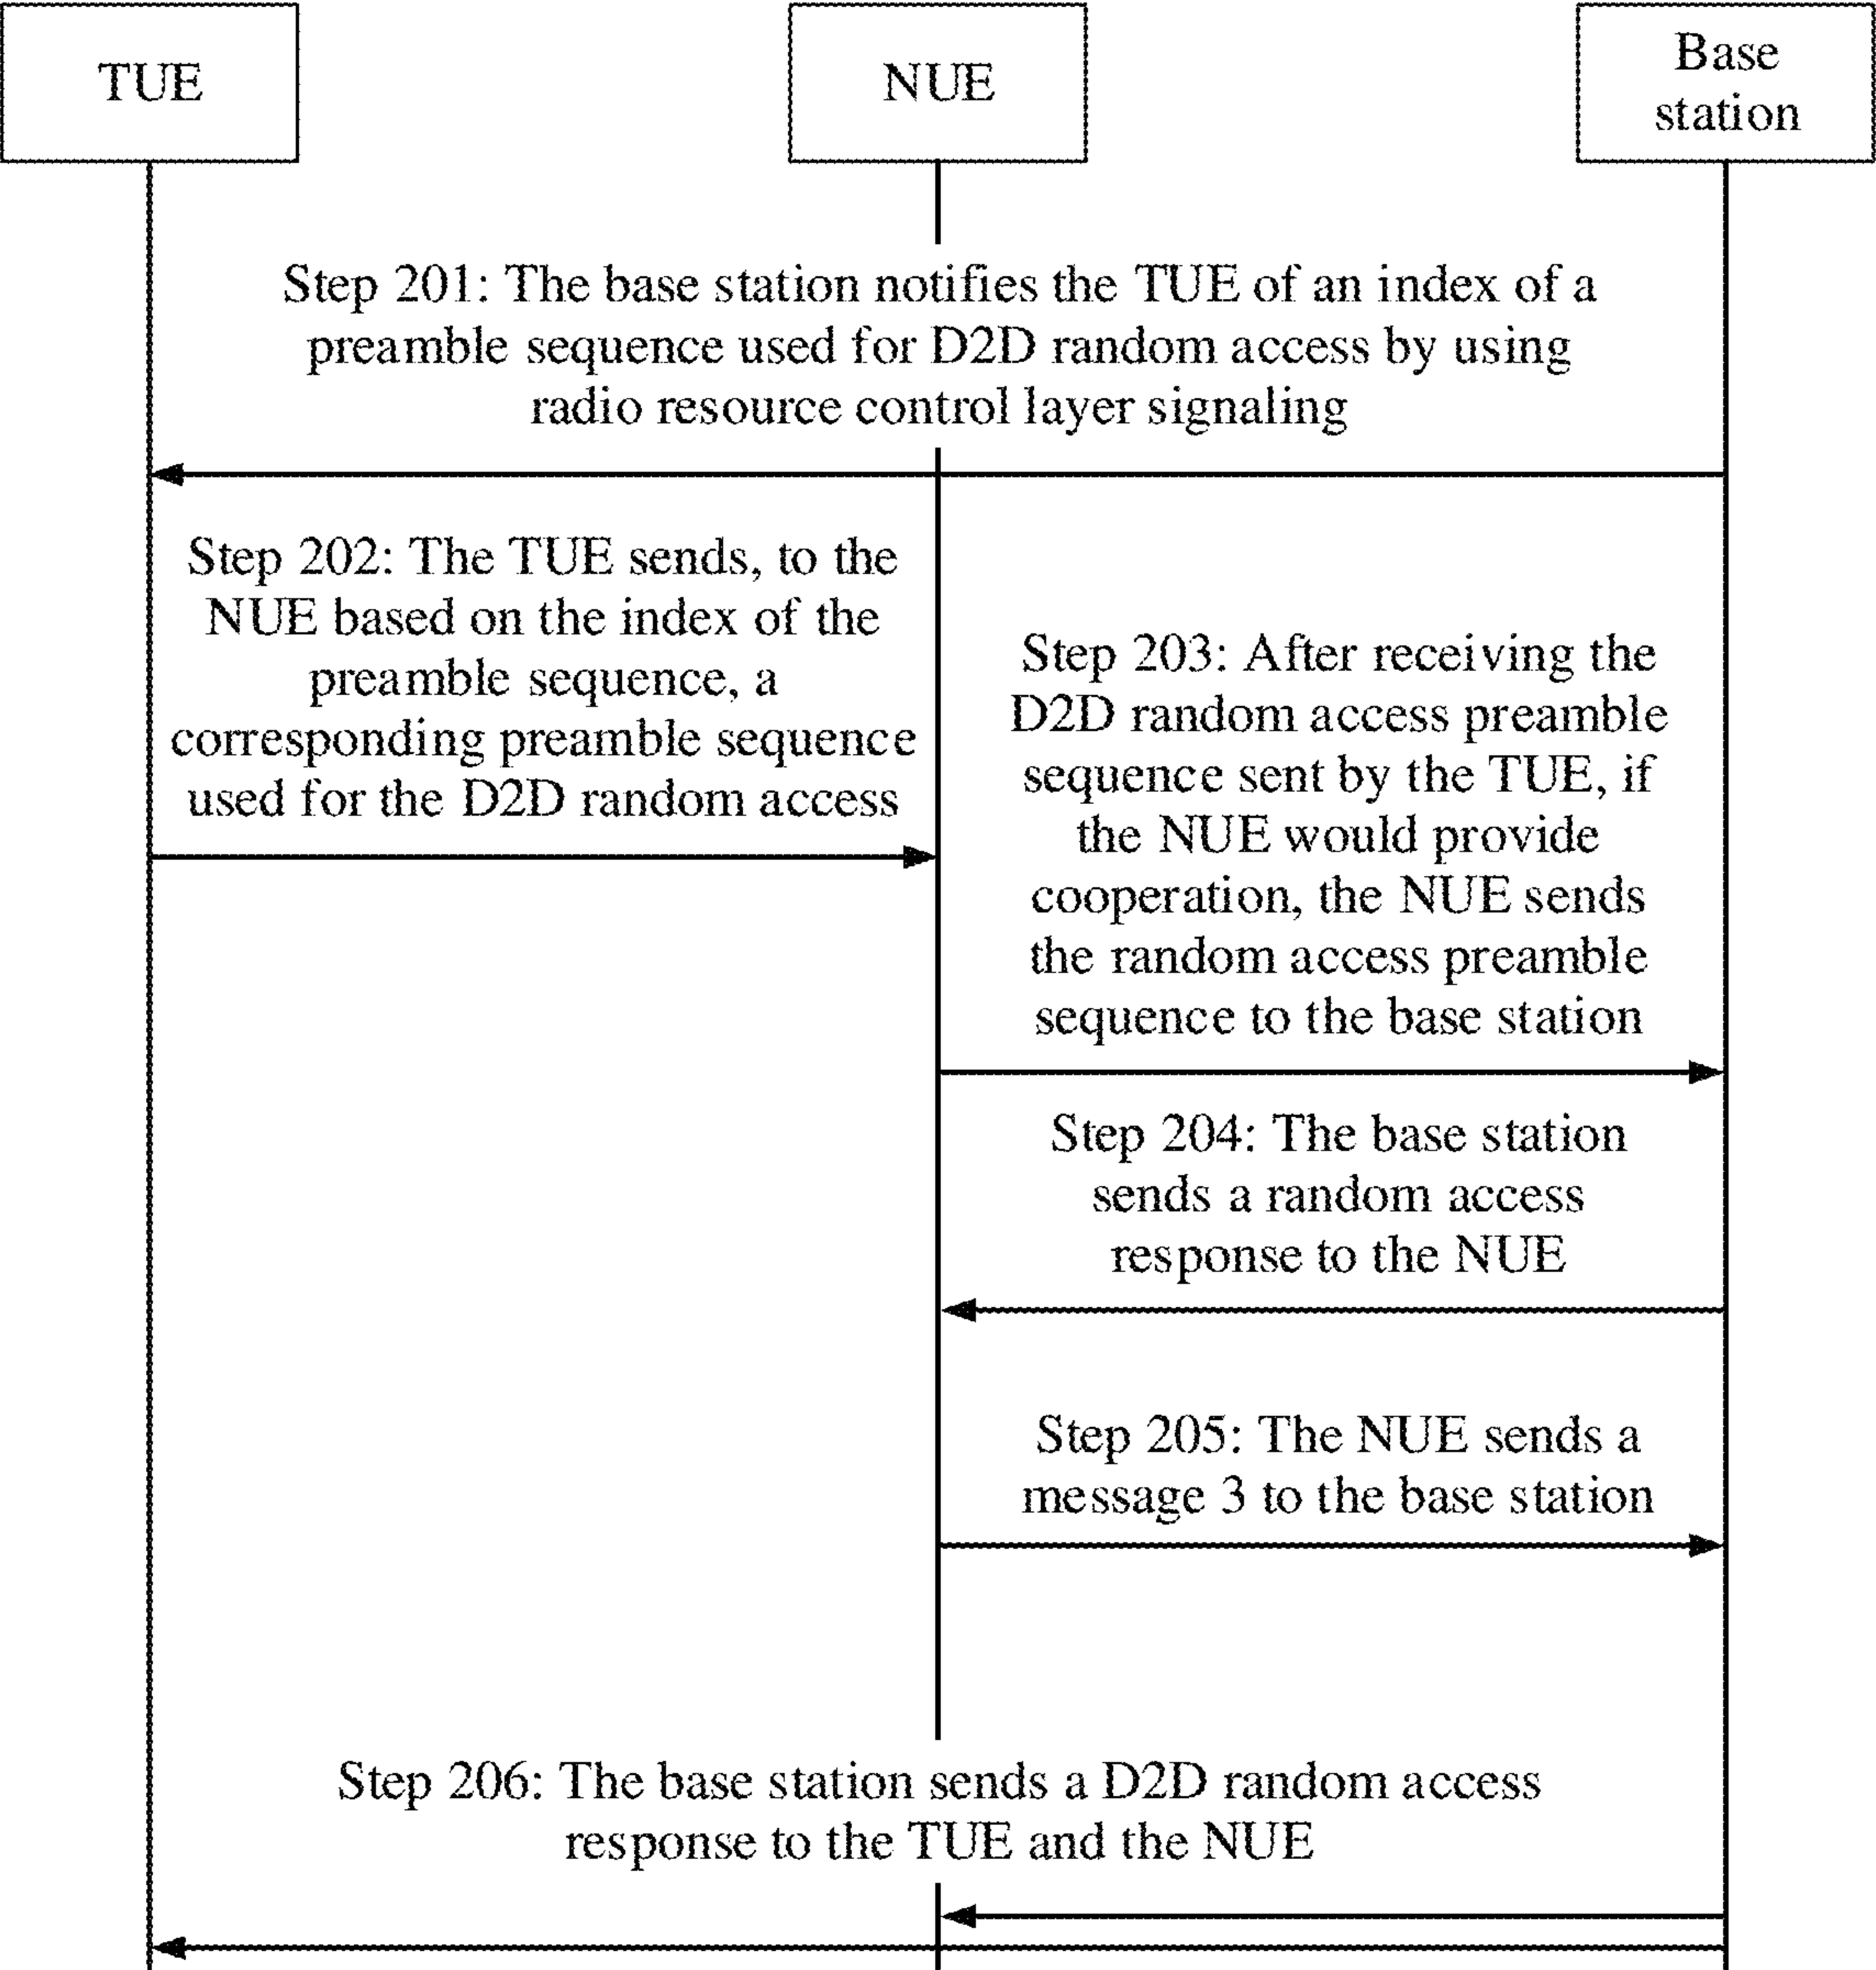 TUE
NUE
Base
station
Step 201: The base station notifies the TUE of an index of a
preamble sequence used for D2D random access by using
radio resource control layer signaling
Step 202: The TUE sends, to the
NUE based on the index of the
preamble sequence, a
corresponding preamble sequence
used for the D2D random access
Step 203: After receiving the
D2D random access preamble
sequence sent by the TUE, if
the NUE would provide
cooperation, the NUE sends
the random access preamble
sequence to the base station
Step 204: The base station
sends a random access
response to the NUE
Step 205: The NUE sends a
message 3 to the base station
Step 206: The base station sends a D2D random access
response to the TUE and the NUE